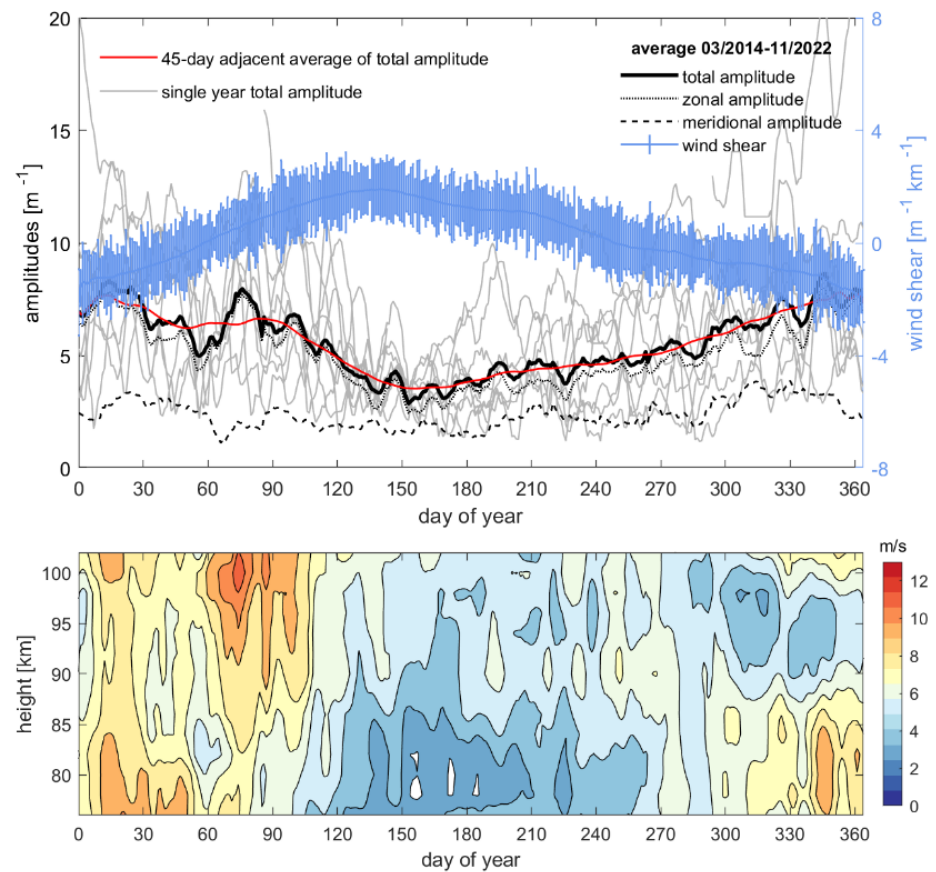 20
15
10
5
0
amplitudes [m ⁻¹]
45-day adjacent average of total amplitude
single year total amplitude
average 03/2014-11/2022
total amplitude
zonal amplitude
meridional amplitude
wind shear
8
4
0
-4
-8
wind shear [m ⁻¹ km ⁻¹]
0 30 60 90 120 150 180 210 240 270 300 330 360
day of year
100
95
90
85
80
height [km]
0 30 60 90 120 150 180 210 240 270 300 330 360
day of year
m/s
12
10
8
6
4
2
0